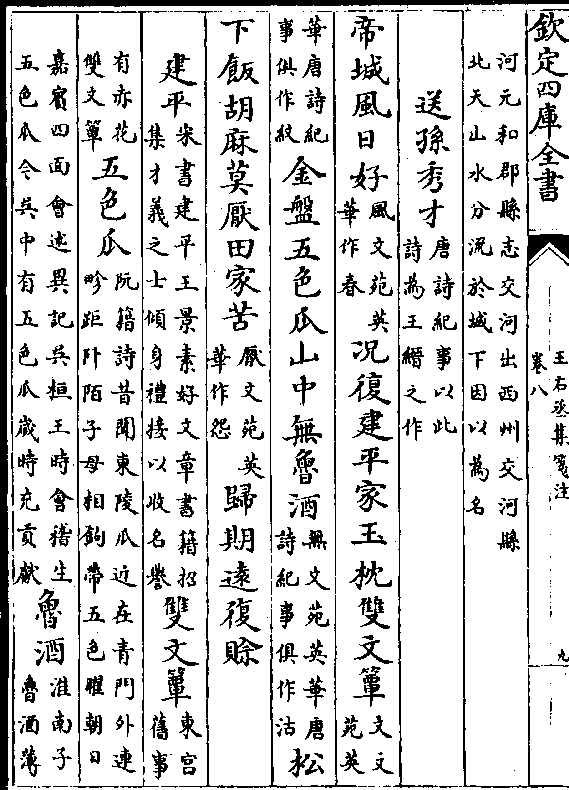 欽定四庫全書
王右丞集箋注
卷八
九
河元和郡縣志交河出西州交河縣
北天山水分流於城下因以為名
送孫秀才唐詩紀事以此
詩為王縉之作
帝城風日好風文苑英
華作春況復建平家玉枕雙文簟文文
苑英
華唐詩紀
事俱作紋金盤五色瓜山中無魯酒無文苑英華唐
詩紀事俱作沽松
下飯胡麻莫厭田家苦厭文苑英
華作怨歸期遠復賒
建平宋書建平王景素好文章書籍招
集才義之士傾身禮接以收名譽雙文簟東宮
舊事
有赤花
雙文簟五色瓜阮籍詩昔聞東陵瓜近在青門外連
畛距阡陌子母相鉤帶五色曜朝日
嘉賓四面會述異記吳桓王時會稽生
五色瓜今吳中有五色瓜歲時充貢獻魯酒淮南子
魯酒薄